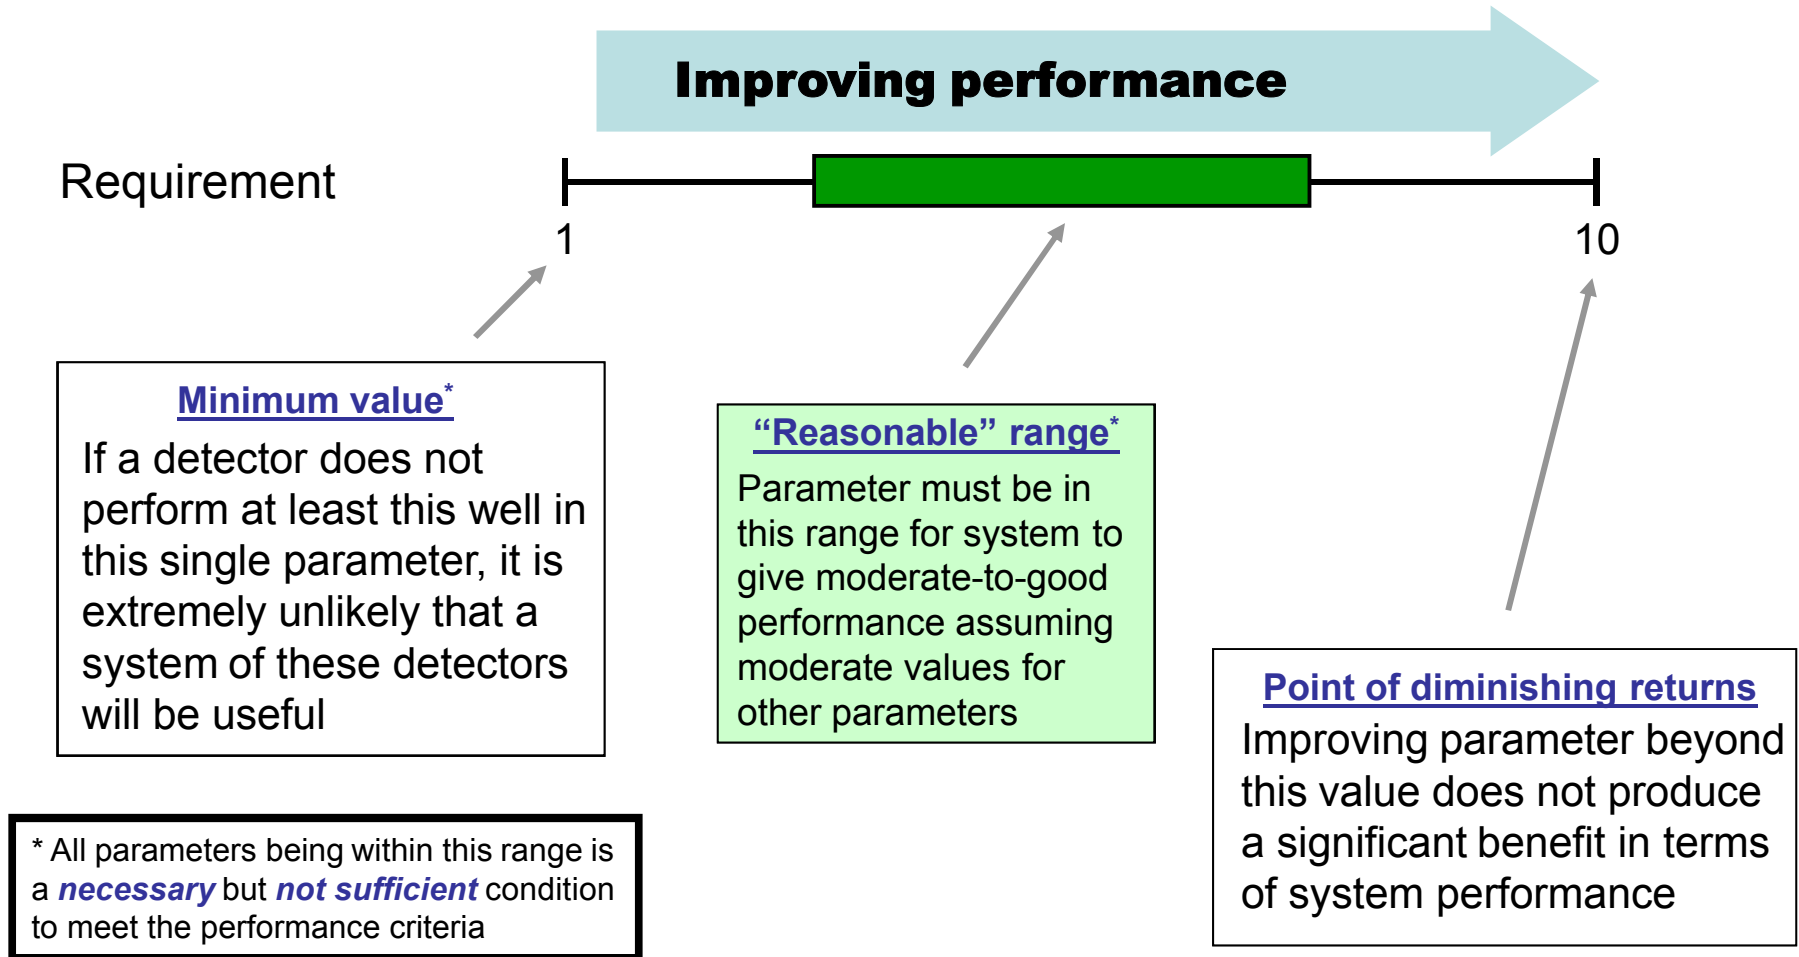 Improving performance
Requirement
1
10
Minimum value*
If a detector does not
perform at least this well in
this single parameter, it is
extremely unlikely that a
system of these detectors
will be useful
“Reasonable” range*
Parameter must be in
this range for system to
give moderate-to-good
performance assuming
moderate values for
other parameters
Point of diminishing returns
Improving parameter beyond
this value does not produce
a significant benefit in terms
of system performance
* All parameters being within this range is
a necessary but not sufficient condition
to meet the performance criteria